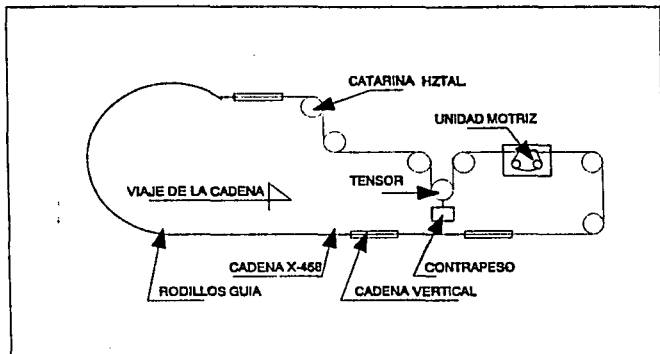 CATARINA HZTAL.
UNIDAD MOTRIZ
TENSOR
VIAJE DE LA CADENA
CADENA X-458
CONTRAPESO
RODILLOS GUIA
CADENA VERTICAL